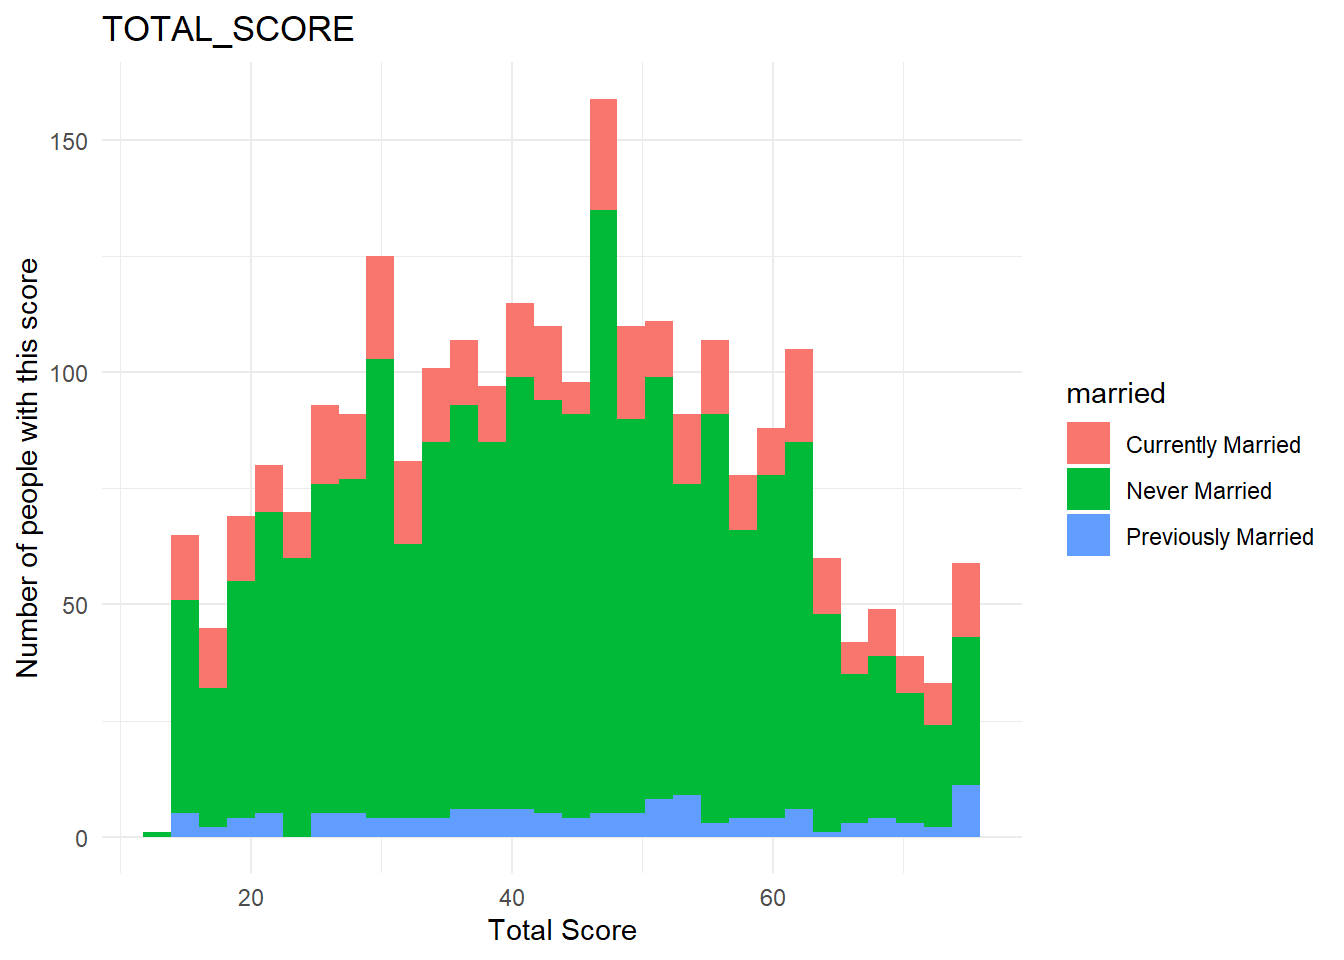 TOTAL_SCORE
Number of people with this score
150
100
50
0
20 40 60
Total Score
married
Currently Married
Never Married
Previously Married